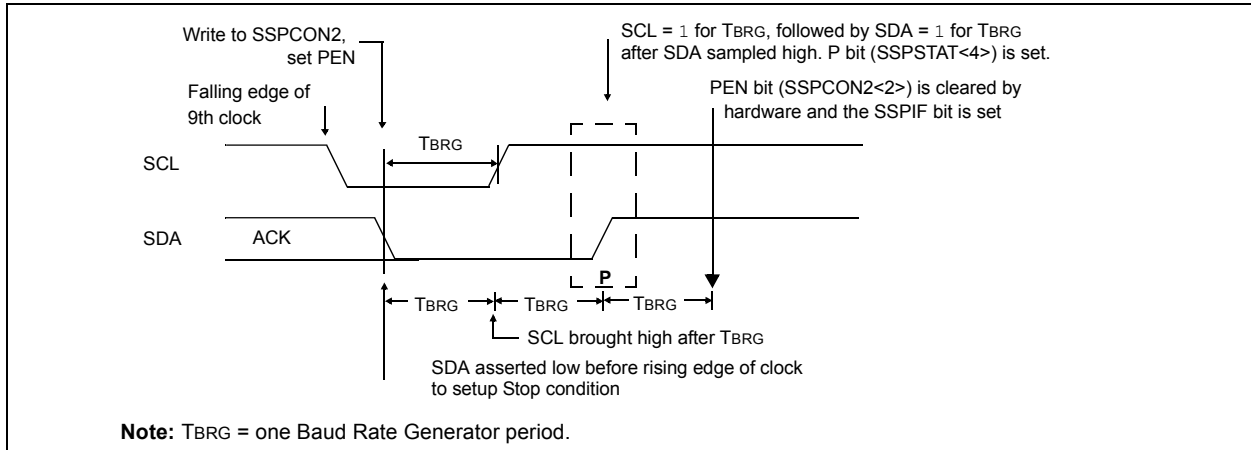 Write to SSPCON2,
set PEN
SCL = 1 for TBRG, followed by SDA = 1 for TBRG
after SDA sampled high. P bit (SSPSTAT<4>) is set.
PEN bit (SSPCON2<2>) is cleared by
hardware and the SSPIF bit is set
Falling edge of
9th clock
TBRG
SCL
SDA
ACK
P
TBRG
TBRG
TBRG
SCL brought high after TBRG
SDA asserted low before rising edge of clock
to setup Stop condition
Note: TBRG = one Baud Rate Generator period.